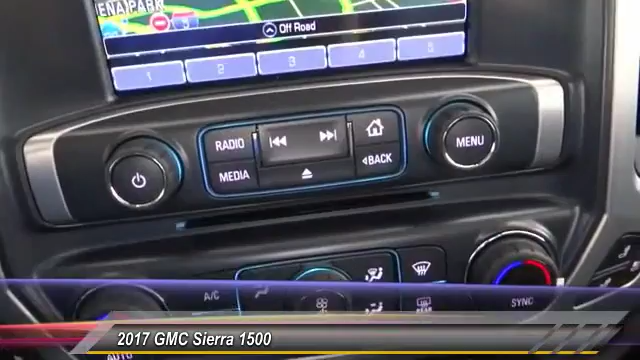 ENA PARK
Off Road
1 2 3 4 5
RADIO
MEDIA
BACK
MENU
A/C
REAR
SYNC
AUTO
2017 GMC Sierra 1500